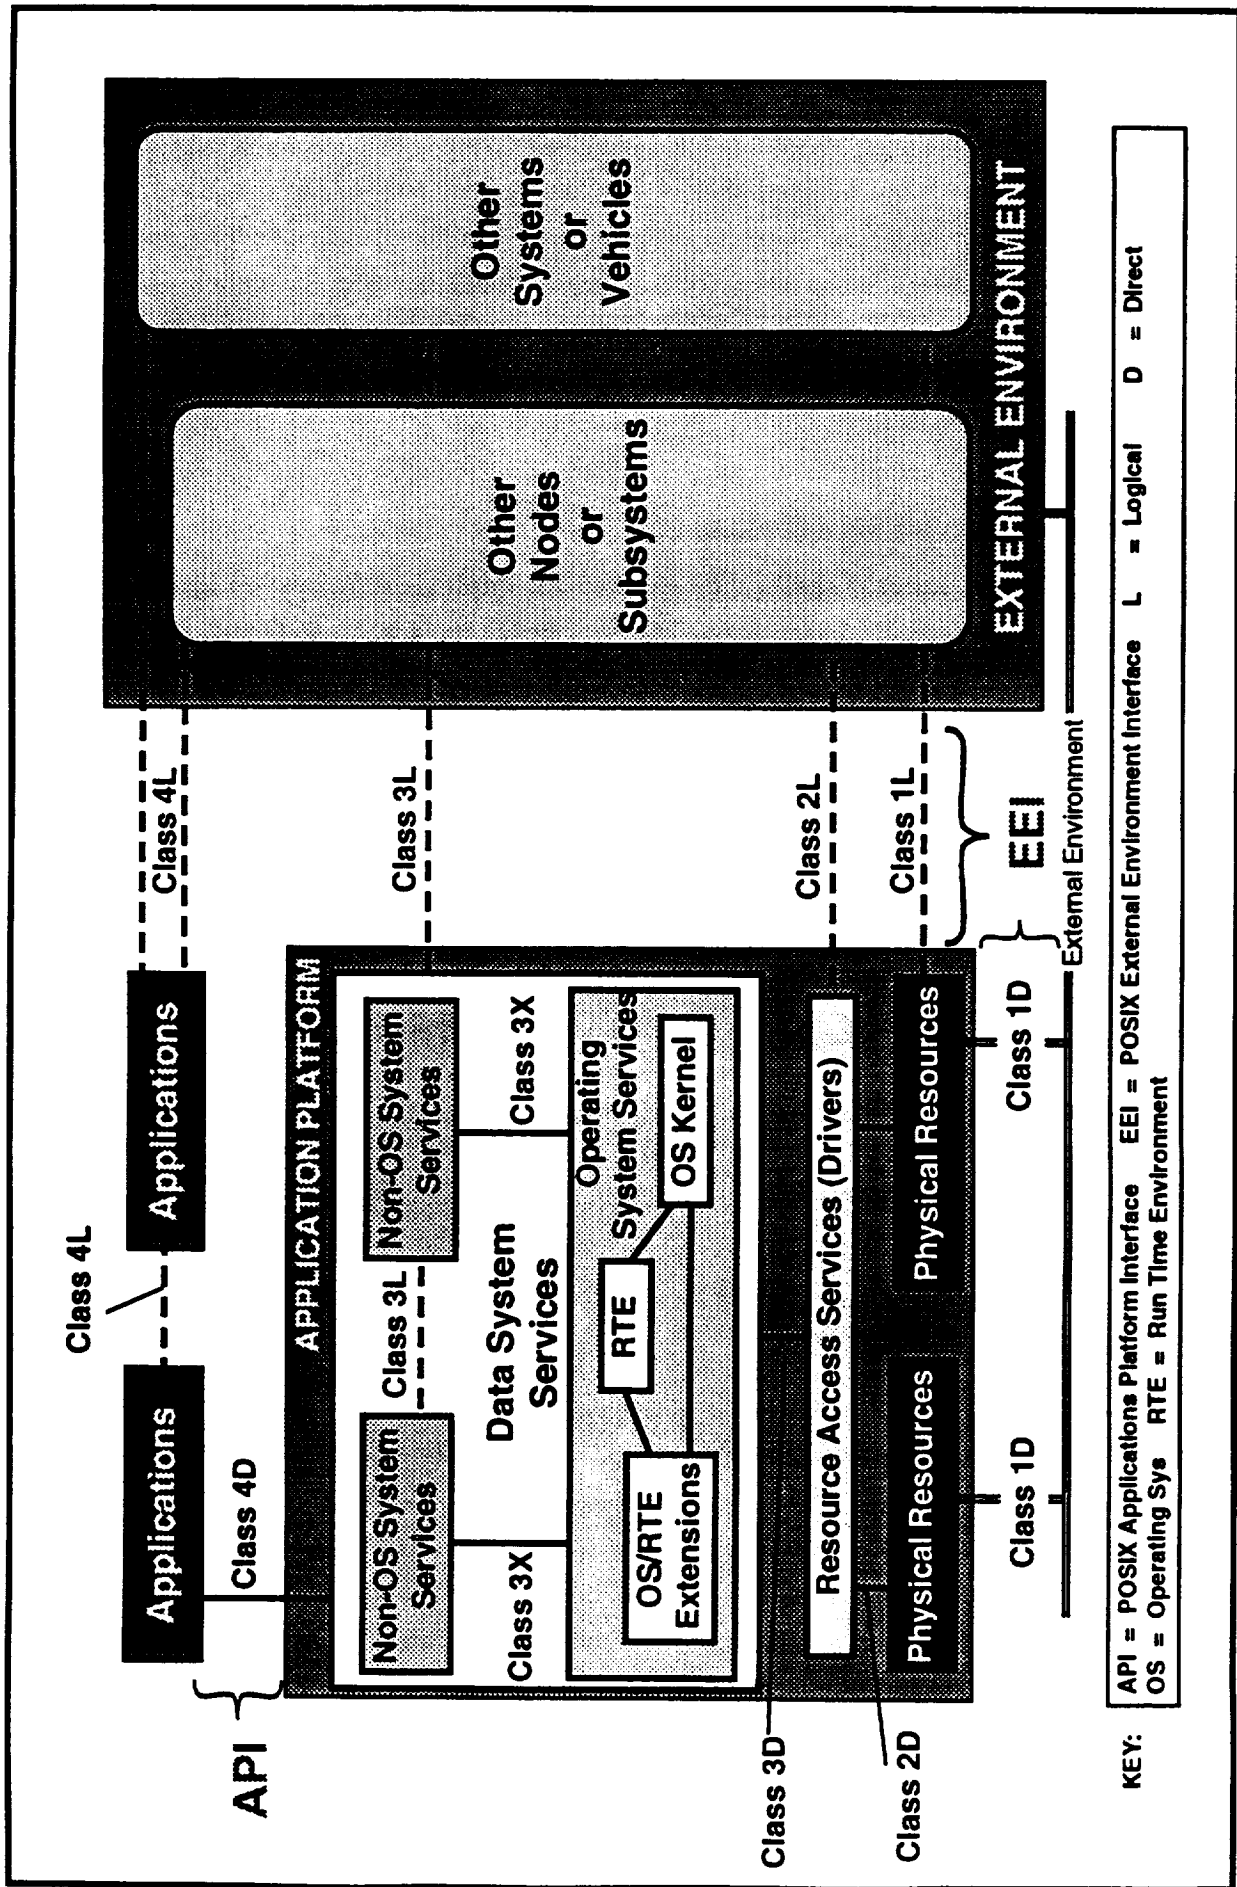 Class 4L
Applications
Applications
Class 4L
API
Class 4D
APPLICATION PLATFORM
Non-OS System
Services
Class 3L
Non-OS System
Services
Class 3L
Class 3X
Data System
Services
Class 3X
Operating
System Services
OS/RTE
Extensions
RTE
OS Kernel
Class 3D
Resource Access Services (Drivers)
Class 2L
Class 2D
Physical Resources
Physical Resources
Class 1L
Class 1D
Class 1D
EEI
External Environment
Other
Nodes
or
Subsystems
Other
Systems
or
Vehicles
EXTERNAL ENVIRONMENT
KEY:
API = POSIX Applications Platform Interface EEI = POSIX External Environment Interface L = Logical D = Direct
OS = Operating Sys RTE = Run Time Environment